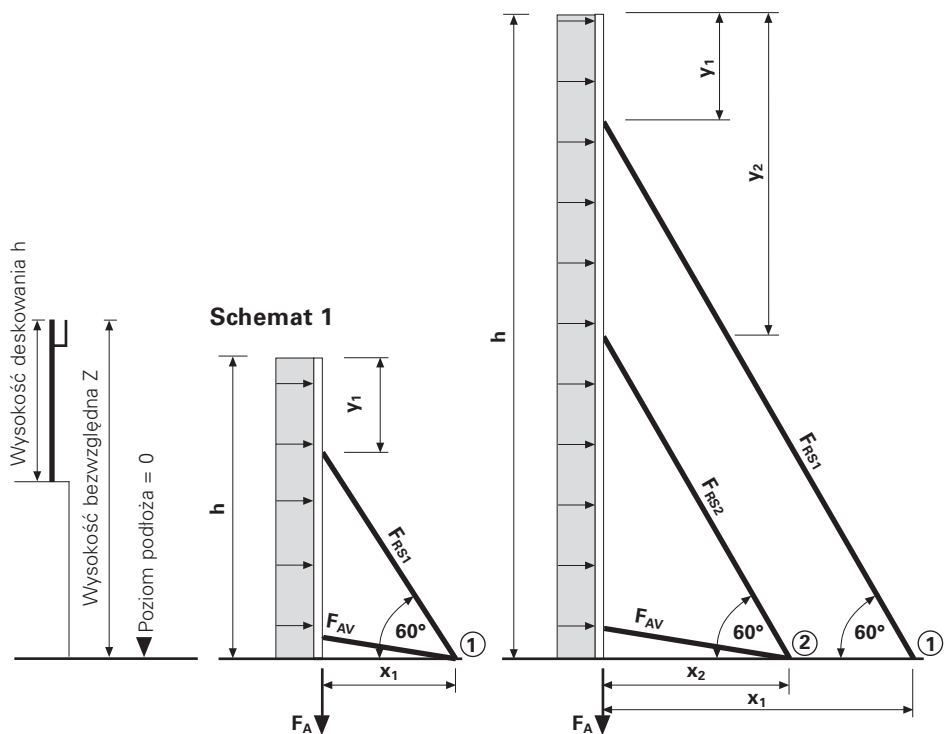 Wysokość deskowania h
Wysokość bezwzględna Z
Poziom podłoża = 0
Schemat 1
h
y1
FRS1
FAV
60°
1
x1
FA
h
y1
y2
FRS1
FRS2
FAV
60°
2
60°
1
x2
x1
FA